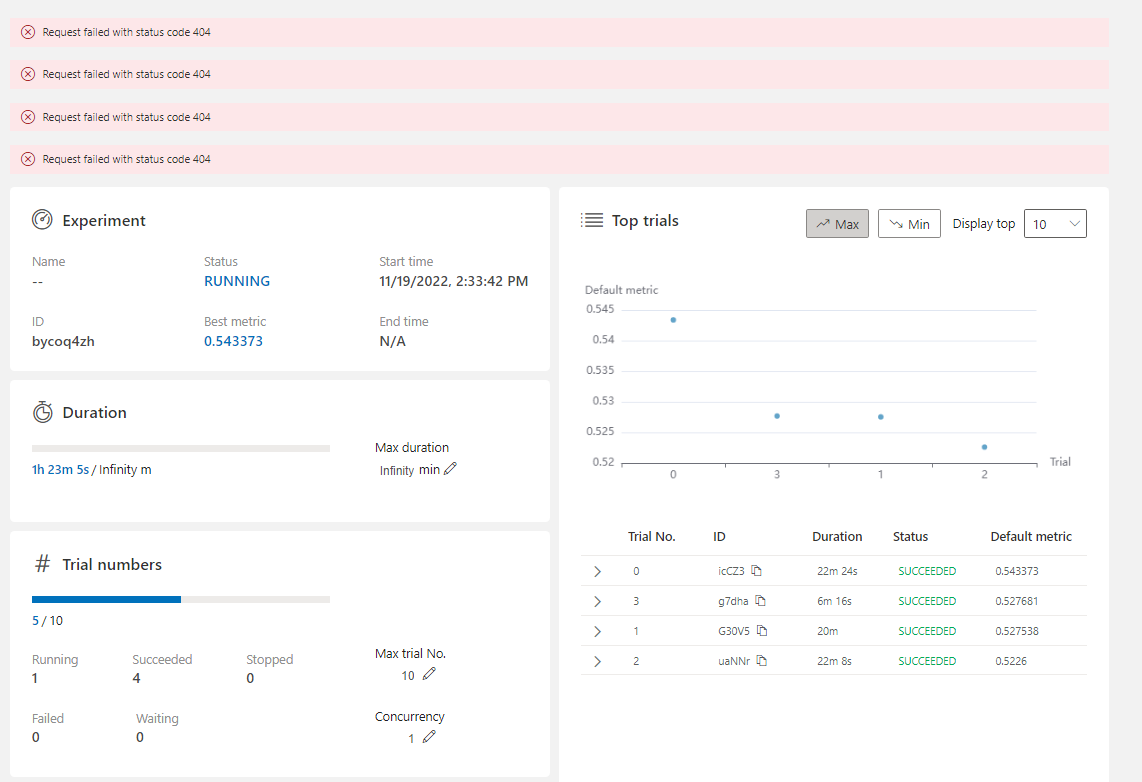 Request failed with status code 404
Request failed with status code 404
Request failed with status code 404
Request failed with status code 404
Experiment
Name Status Start time
-- RUNNING 11/19/2022, 2:33:42 PM
ID Best metric End time
bycoq4zh 0.543373 N/A
Duration
Max duration
1h 23m 5s / Infinity m Infinity min
# Trial numbers
5 / 10
Running Succeeded Stopped Max trial No.
1 4 0 10
Failed Waiting Concurrency
0 0 1
Top trials Max Min Display top 10
Default metric
0.545
0.54
0.535
0.53
0.525
0.52
Trial
0 3 1 2
Trial No. ID Duration Status Default metric
0 icCZ3 22m 24s SUCCEEDED 0.543373
3 g7dha 6m 16s SUCCEEDED 0.527681
1 G30V5 20m SUCCEEDED 0.527538
2 uaNNr 22m 8s SUCCEEDED 0.5226